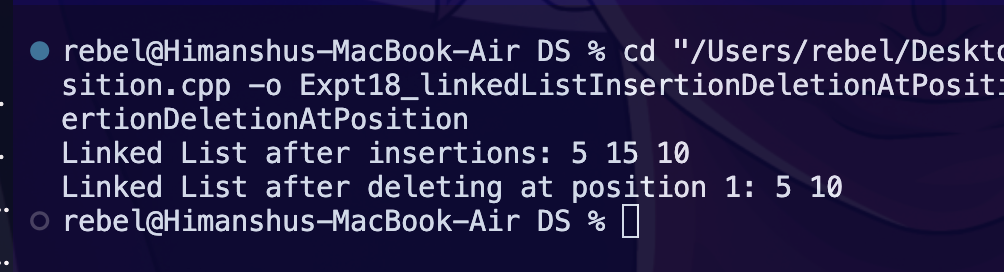 rebel@Himanshus-MacBook-Air DS % cd "/Users/rebel/Deskto
sition.cpp -o Expt18_linkedListInsertionDeletionAtPositi
ertionDeletionAtPosition
Linked List after insertions: 5 15 10
Linked List after deleting at position 1: 5 10
rebel@Himanshus-MacBook-Air DS %